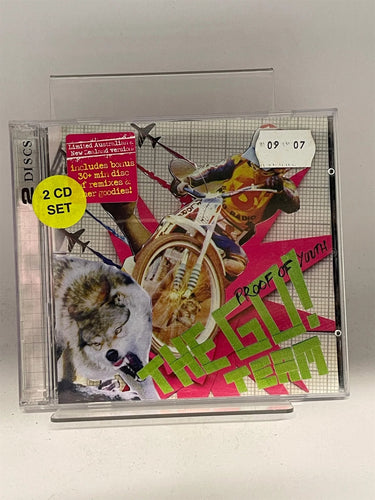 2 DISCS
Limited Australian &
New Zealand version
includes bonus
30+ min disc
of remixes &
other goodies!
09 07
2 CD
SET
RADIO
PROOF OF YOUTH
THE GO!
TEAM